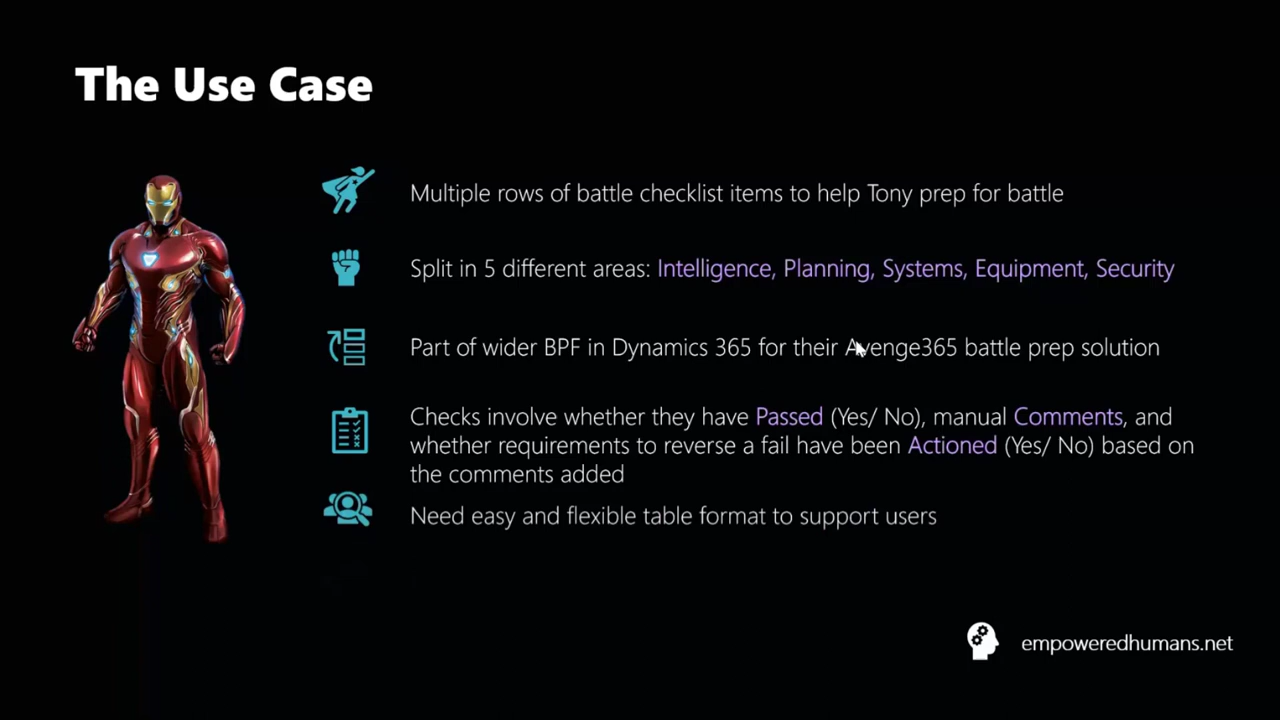 The Use Case
Multiple rows of battle checklist items to help Tony prep for battle
Split in 5 different areas: Intelligence, Planning, Systems, Equipment, Security
Part of wider BPF in Dynamics 365 for their Avenge365 battle prep solution
Checks involve whether they have Passed (Yes/ No), manual Comments, and
whether requirements to reverse a fail have been Actioned (Yes/ No) based on
the comments added
Need easy and flexible table format to support users
empoweredhumans.net